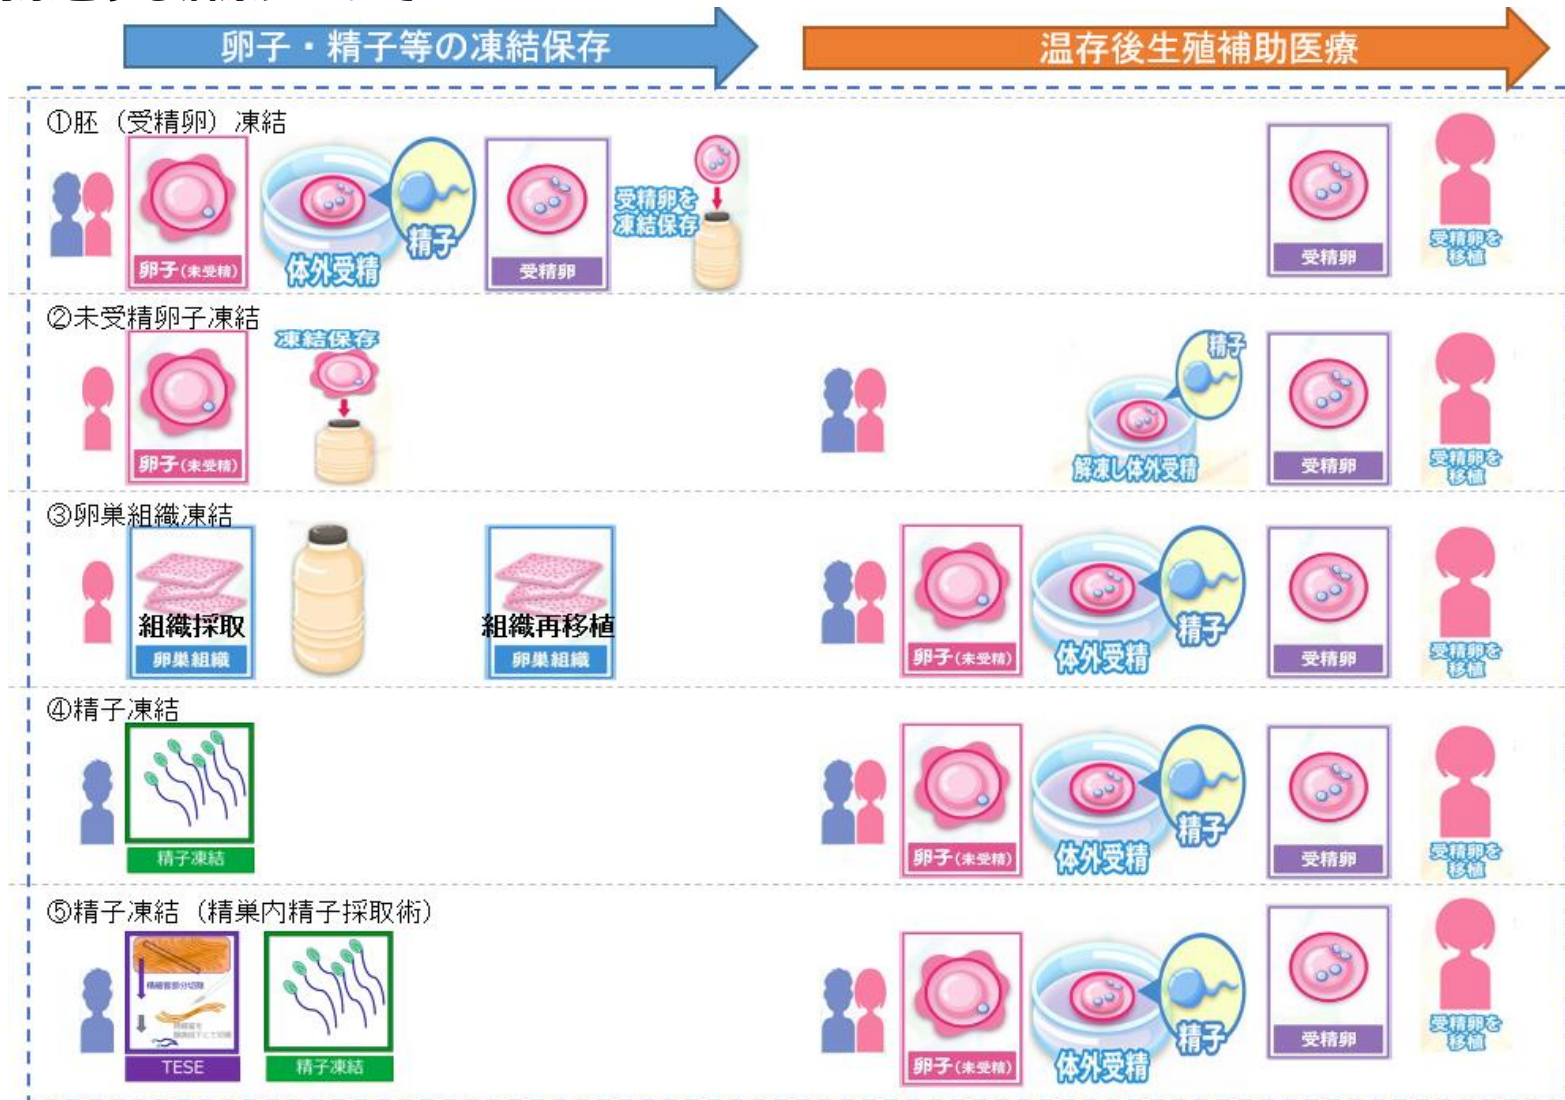 卵子・精子等の凍結保存
温存後生殖補助医療
①胚（受精卵）凍結
卵子(未受精)
体外受精
精子
受精卵
受精卵を
凍結保存
受精卵
受精卵を
移植
②未受精卵子凍結
卵子(未受精)
凍結保存
精子
解凍し体外受精
受精卵
受精卵を
移植
③卵巣組織凍結
組織採取
卵巣組織
組織再移植
卵巣組織
卵子(未受精)
体外受精
精子
受精卵
受精卵を
移植
④精子凍結
精子凍結
卵子(未受精)
体外受精
精子
受精卵
受精卵を
移植
⑤精子凍結（精巣内精子採取術）
精細管部分切除
TESE
精子凍結
卵子(未受精)
体外受精
精子
受精卵
受精卵を
移植